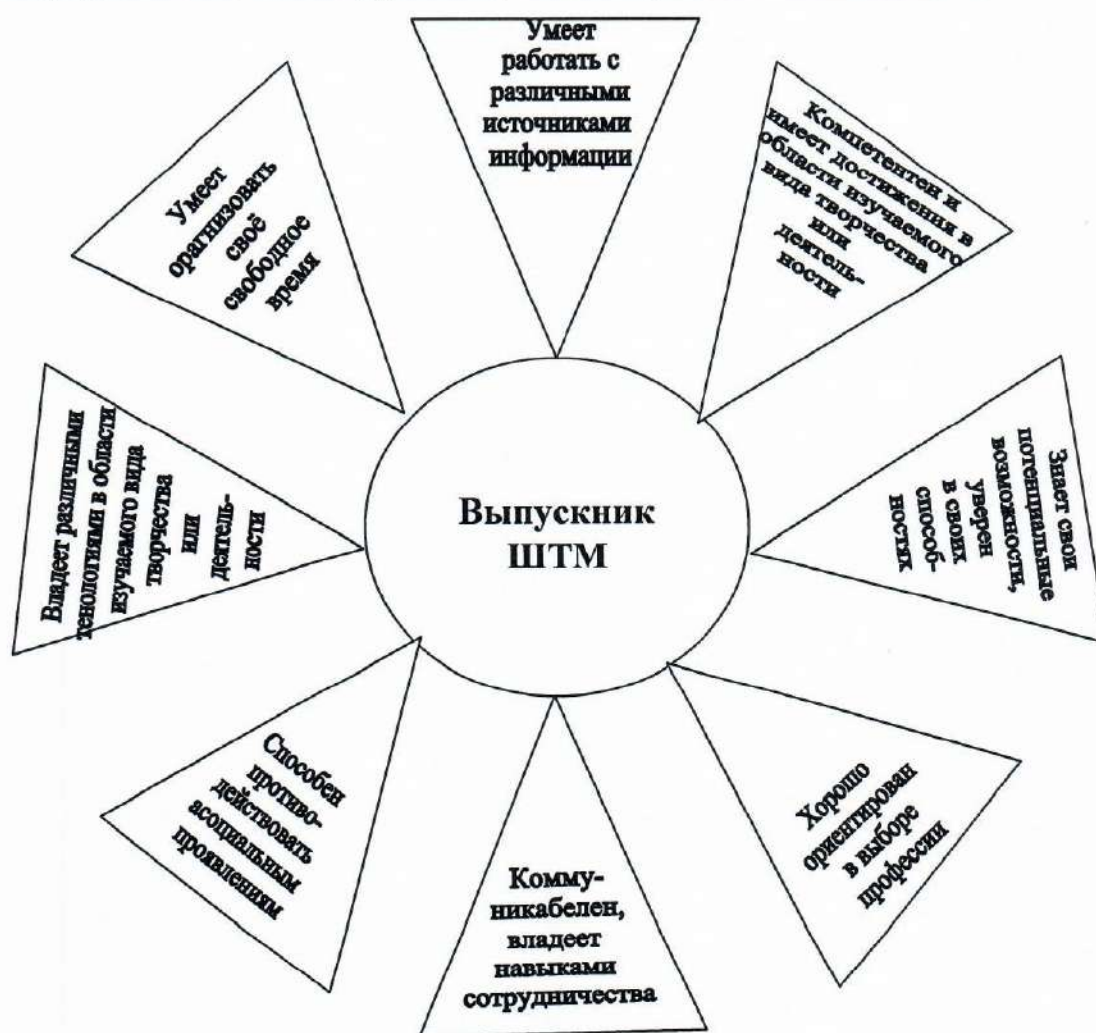 Умеет
работать с
различными
источниками
информации
Компетентен и
имеет достижения в
области изучаемого
вида творчества
или
деятель-
ности
Знает свои
потенциальные
возможности,
уверен
в своих
способ-
ностях
Хорошо
ориентирован
в выборе
профессии
Комму-
никабелен,
владеет
навыками
сотрудничества
Способен
противо-
действовать
асоциальным
проявлениям
Владеет различными
тенологиями в области
изучаемого вида
творчества
или
деятель-
ности
Умеет
орагнизовать
своё
свободное
время
Выпускник
ШТМ